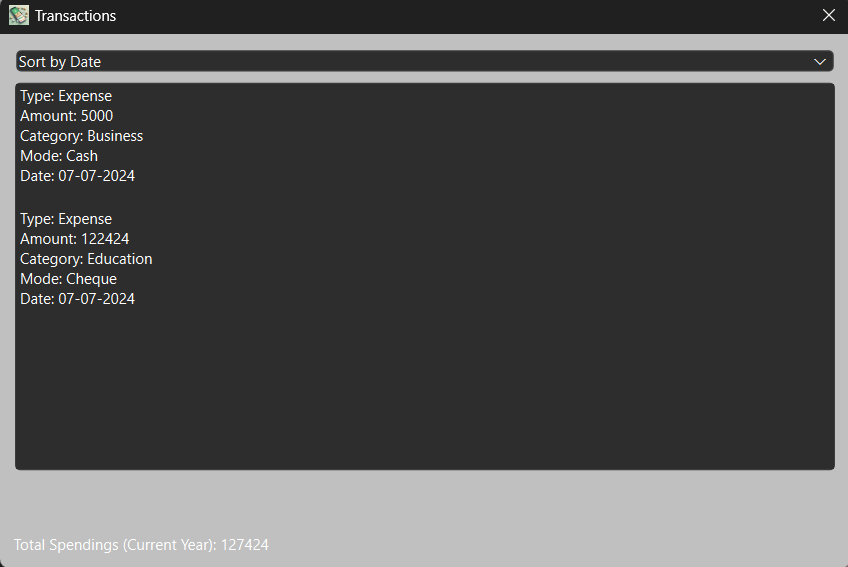 Transactions
Sort by Date
Type: Expense
Amount: 5000
Category: Business
Mode: Cash
Date: 07-07-2024
Type: Expense
Amount: 122424
Category: Education
Mode: Cheque
Date: 07-07-2024
Total Spendings (Current Year): 127424